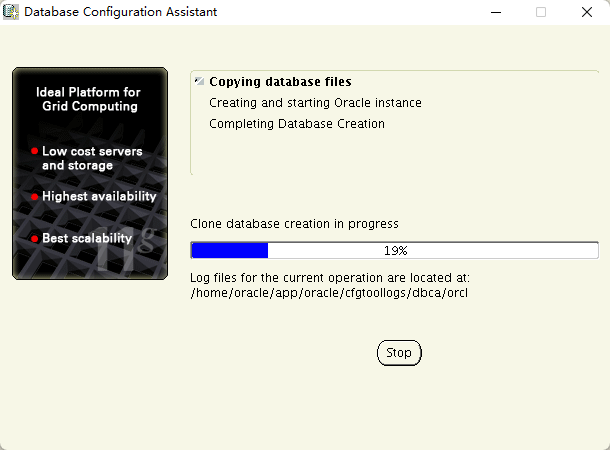 Database Configuration Assistant
Ideal Platform for
Grid Computing
Low cost servers
and storage
Highest availability
Best scalability
11g
Copying database files
Creating and starting Oracle instance
Completing Database Creation
Clone database creation in progress
19%
Log files for the current operation are located at:
/home/oracle/app/oracle/cfgtoollogs/dbca/orcl
Stop